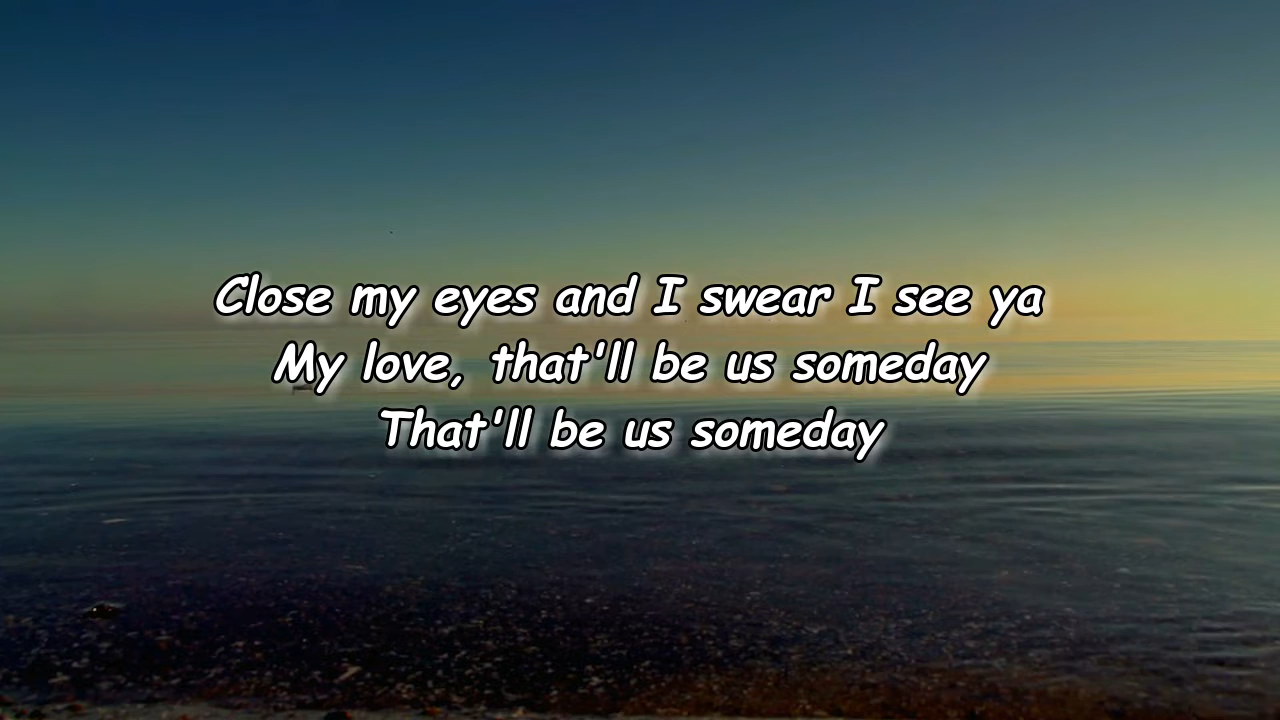 Close my eyes and I swear I see ya
My love, that'll be us someday
That'll be us someday